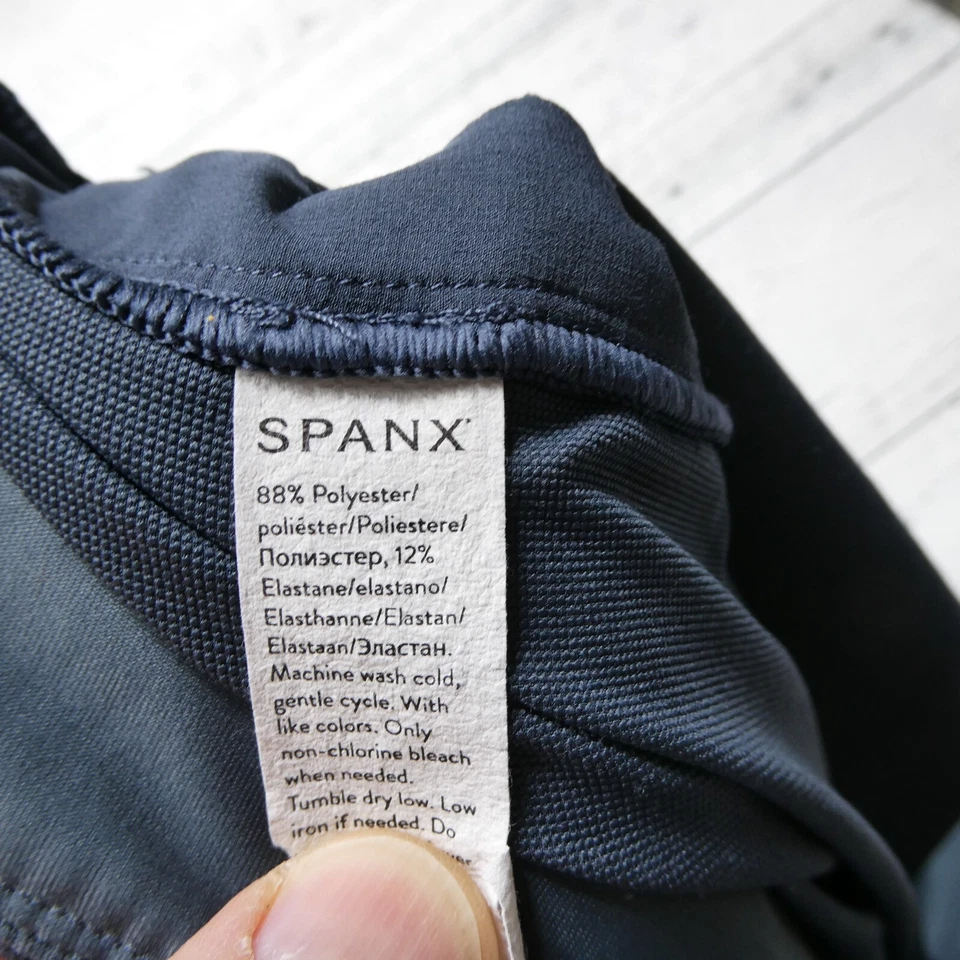 SPANX
88% Polyester/
poliéster/Poliestere/
Полиэстер, 12%
Elastane/elastano/
Elasthanne/Elastan/
Elastaan/Эластан.
Machine wash cold,
gentle cycle. With
like colors. Only
non-chlorine bleach
when needed.
Tumble dry low. Low
iron if needed. Do